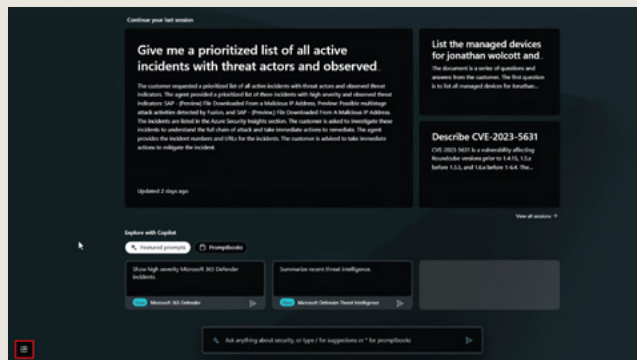 Continue your last session
Give me a prioritized list of all active
incidents with threat actors and observed...
The customer requested a prioritized list of all active incidents with threat actors and observed threat
indicators. The agent provided a prioritized list of three incidents with high severity and observed threat
indicators: SAP - (Preview) File Downloaded From a Malicious IP Address, Preview Possible multistage
attack activities detected by Fusion, and SAP - (Preview) File Downloaded From A Malicious IP Address.
The incidents are listed in the Azure Security Insights section. The customer is asked to investigate these
incidents to understand the full chain of attack and take immediate actions to remediate. The agent
provides the incident numbers and URLs for the incidents. The customer is advised to take immediate
actions to mitigate the incident.
Updated 2 days ago
List the managed devices
for jonathan wolcott and...
The document is a series of questions and
answers from the customer. The first question
is to list all managed devices for Jonathan...
Describe CVE-2023-5631
CVE-2023-5631 is a vulnerability affecting
Roundcube versions prior to 1.4.15, 1.5.x
before 1.5.5, and 1.6.x before 1.6.4. The...
View all sessions
Explore with Copilot
Featured prompts
Promptbooks
Show high severity Microsoft 365 Defender
incidents.
Microsoft 365 Defender
Summarize recent threat intelligence.
Microsoft Defender Threat Intelligence
Ask anything about security, or type / for suggestions or * for promptbooks